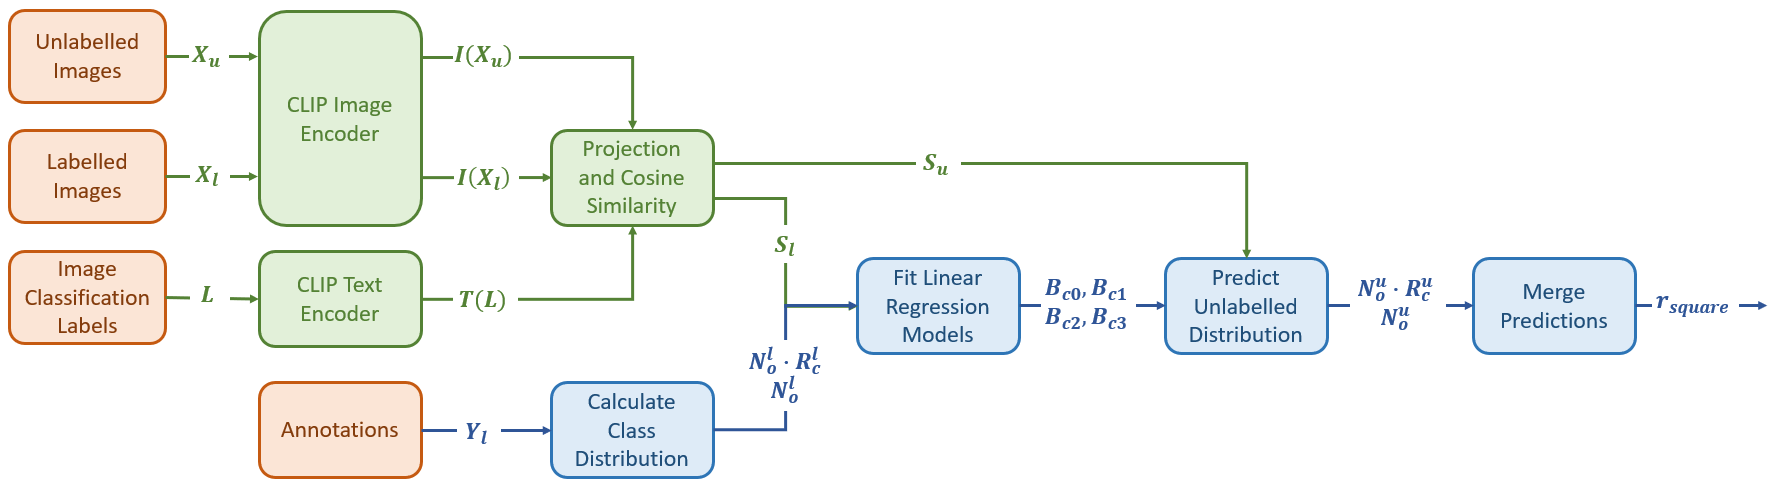 Unlabelled
Images
X_u
CLIP Image
Encoder
I(X_u)
Labelled
Images
X_l
I(X_l)
Projection
and Cosine
Similarity
S_u
S_l
Image
Classification
Labels
L
CLIP Text
Encoder
T(L)
Fit Linear
Regression
Models
B_{c0}, B_{c1}
B_{c2}, B_{c3}
Predict
Unlabelled
Distribution
N_o^u · R_c^u
N_o^u
Merge
Predictions
r_{square}
Annotations
Y_l
Calculate
Class
Distribution
N_o^l · R_c^l
N_o^l